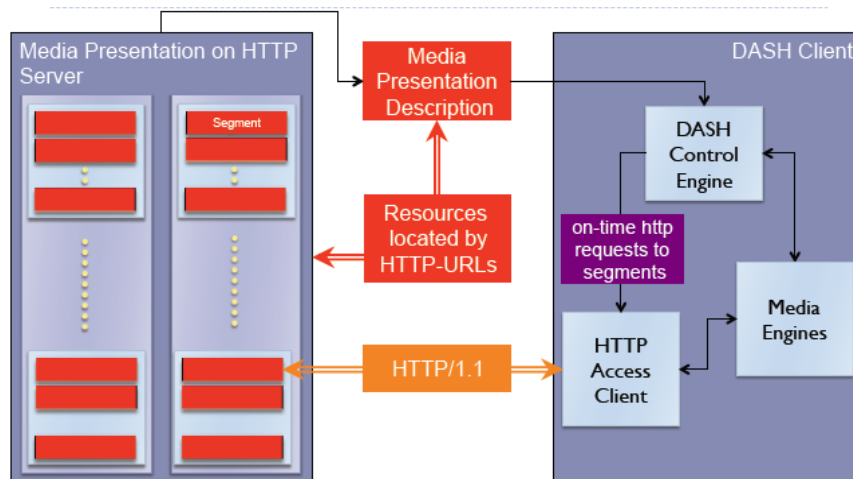 Media Presentation on HTTP
Server
Segment
Media
Presentation
Description
Resources
located by
HTTP-URLs
HTTP/1.1
DASH Client
DASH
Control
Engine
on-time http
requests to
segments
Media
Engines
HTTP
Access
Client